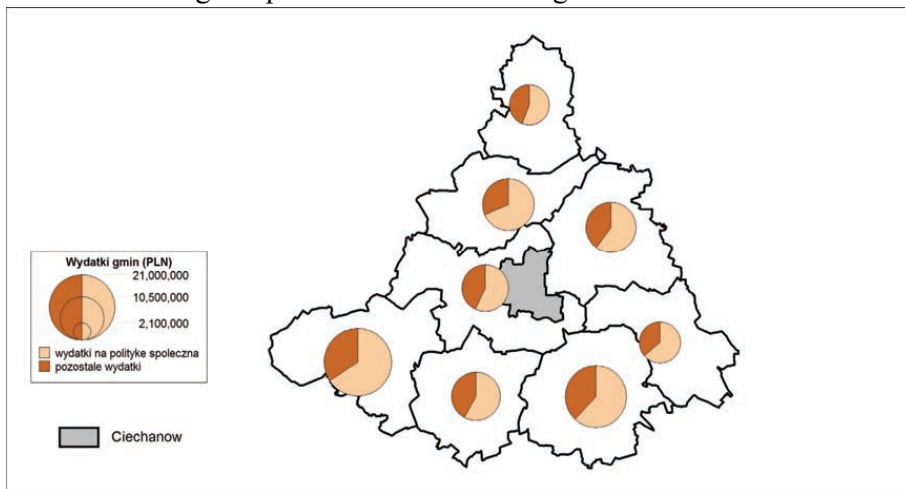 Wydatki gmin (PLN)
21,000,000
10,500,000
2,100,000
wydatki na polityke spoleczna
pozostale wydatki
Ciechanow